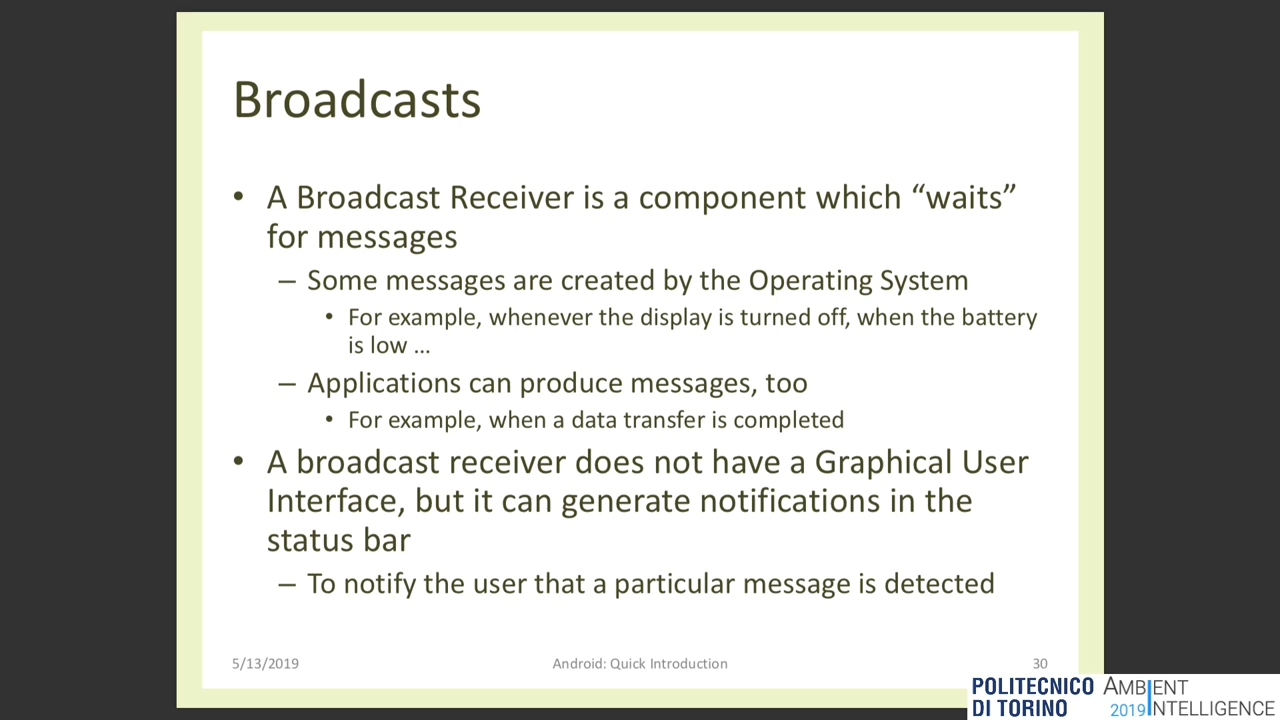 Broadcasts
• A Broadcast Receiver is a component which “waits”
for messages
– Some messages are created by the Operating System
• For example, whenever the display is turned off, when the battery
is low …
– Applications can produce messages, too
• For example, when a data transfer is completed
• A broadcast receiver does not have a Graphical User
Interface, but it can generate notifications in the
status bar
– To notify the user that a particular message is detected
5/13/2019
Android: Quick Introduction
30
POLITECNICO
DI TORINO
AMBIENT
2019 INTELLIGENCE